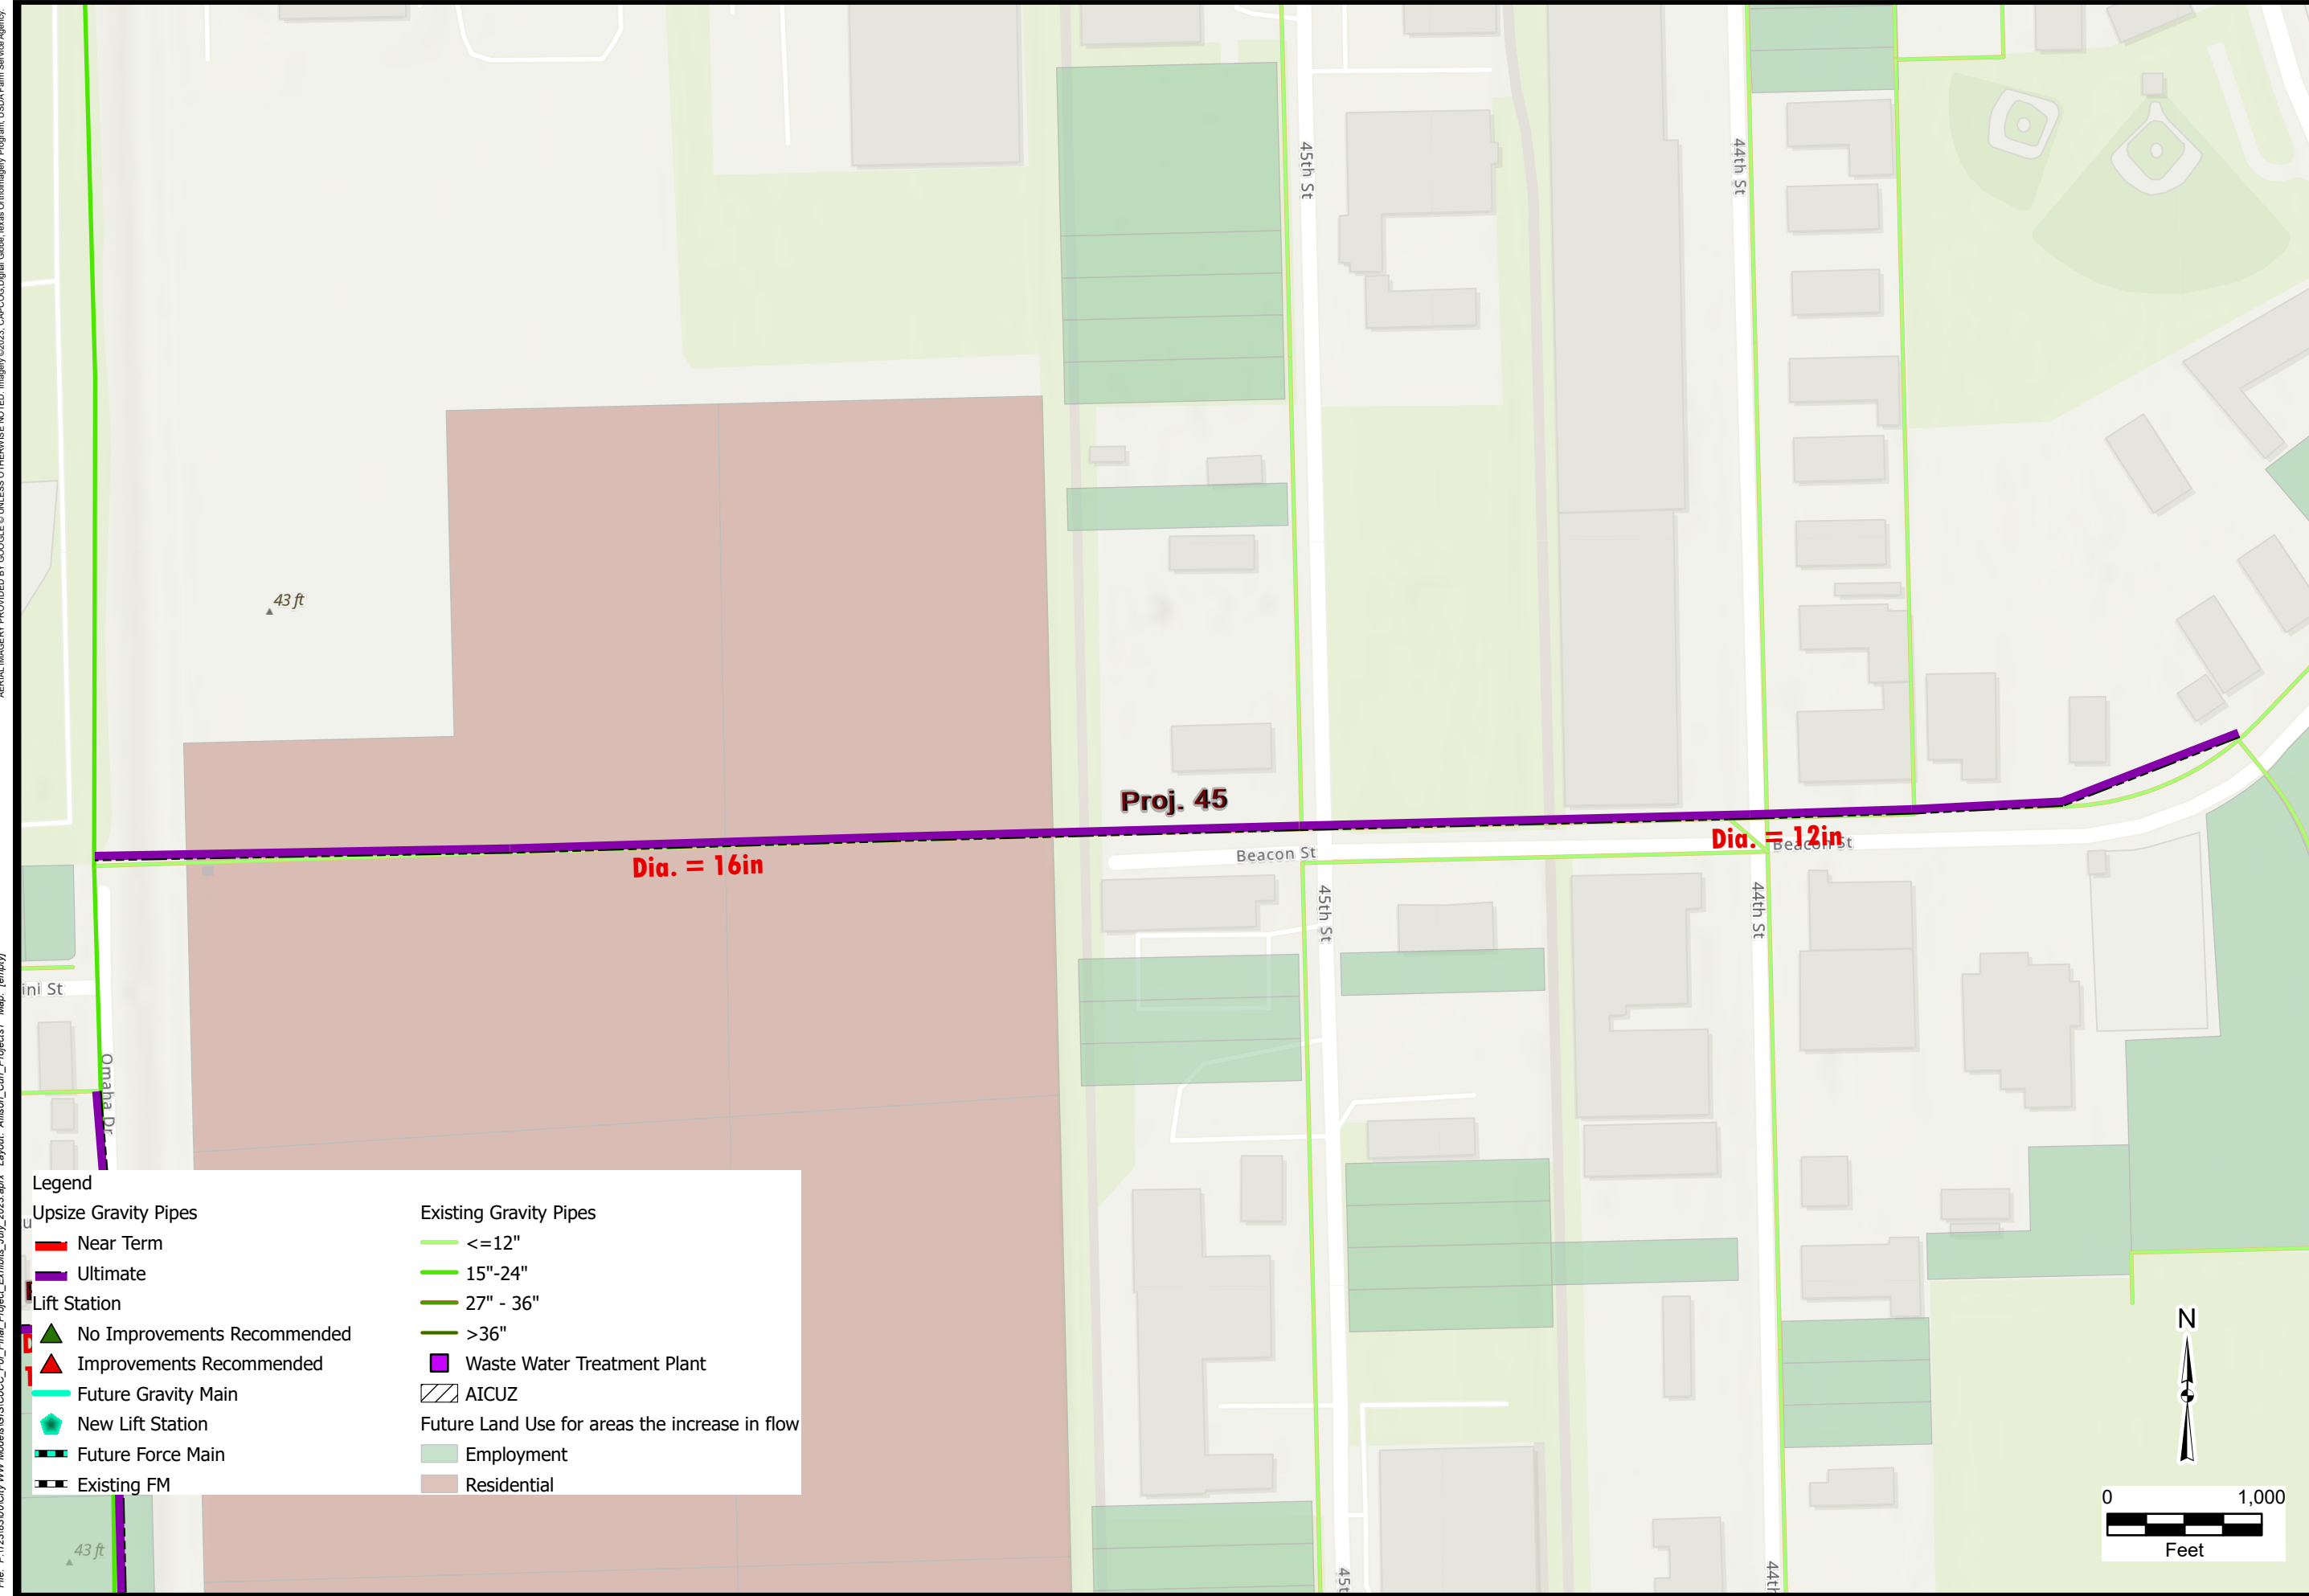 45th St
44th St
43 ft
Proj. 45
Dia. = 16in
Dia. = 12in
Beacon St
Beacon St
45th St
44th St
ini St
Omaha Dr
Legend
Upsize Gravity Pipes
Near Term
Ultimate
Lift Station
No Improvements Recommended
Improvements Recommended
Future Gravity Main
New Lift Station
Future Force Main
Existing FM
Existing Gravity Pipes
<=12"
15"-24"
27" - 36"
>36"
Waste Water Treatment Plant
AICUZ
Future Land Use for areas the increase in flow
Employment
Residential
43 ft
45t
44th
N
0 1,000
Feet